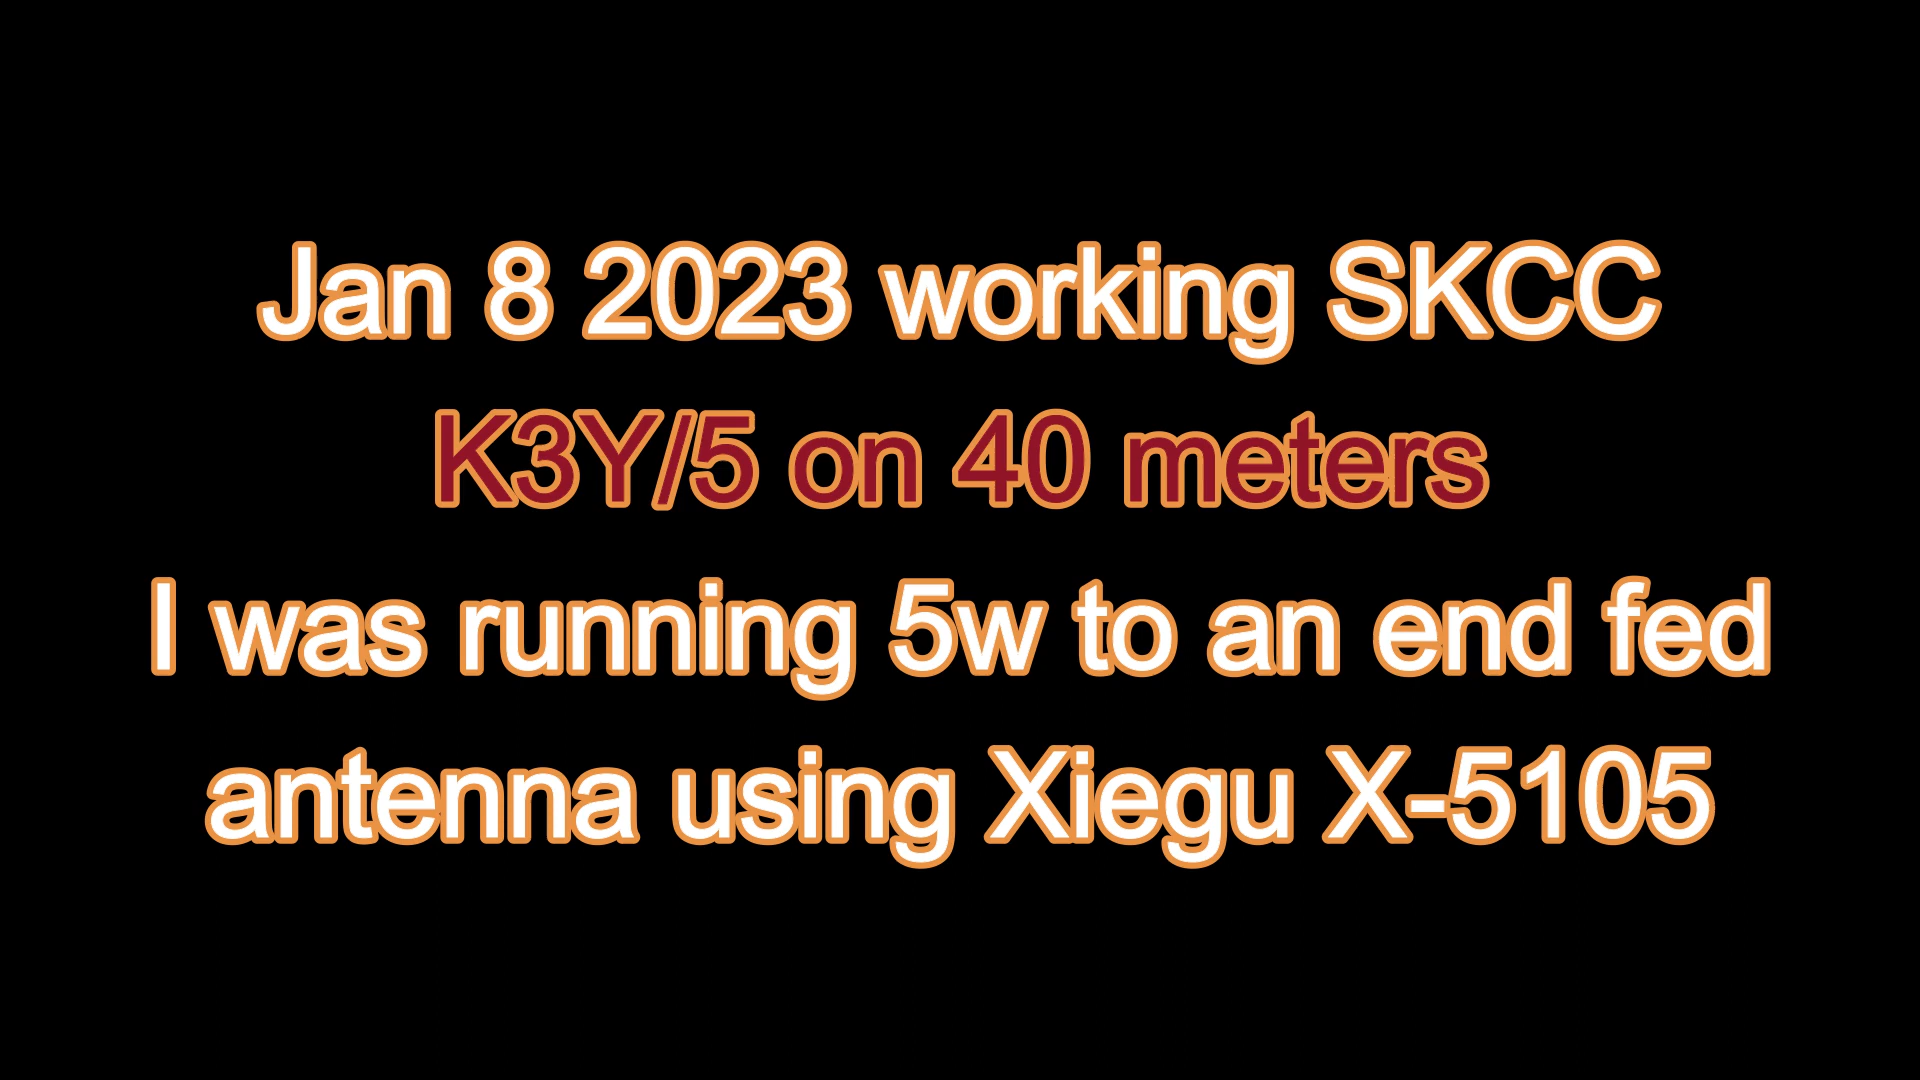 Jan 8 2023 working SKCC
K3Y/5 on 40 meters
I was running 5w to an end fed
antenna using Xiegu X-5105